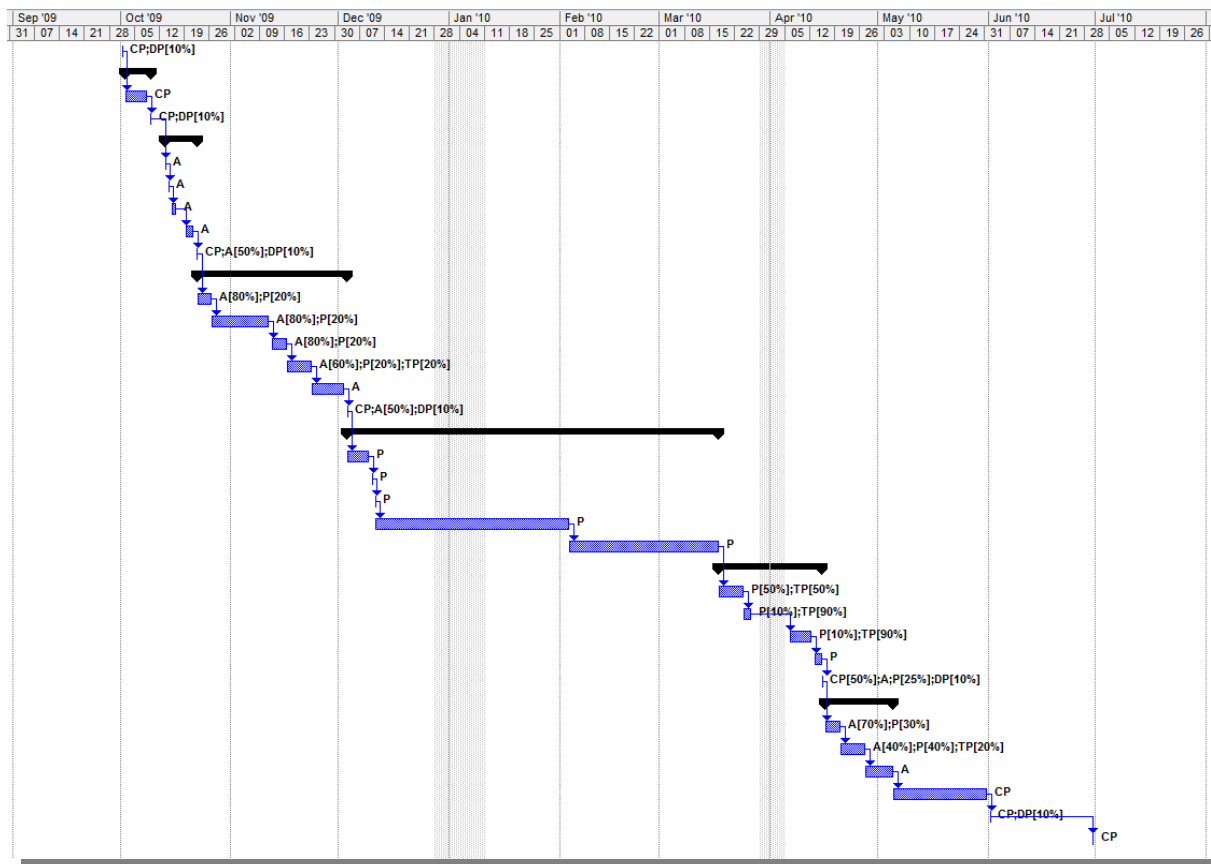 Sep '09 Oct '09 Nov '09 Dec '09 Jan '10 Feb '10 Mar '10 Apr '10 May '10 Jun '10 Jul '10
31 07 14 21 28 05 12 19 26 02 09 16 23 30 07 14 21 28 04 11 18 25 01 08 15 22 01 08 15 22 29 05 12 19 26 03 10 17 24 31 07 14 21 28 05 12 19 26
CP;DP[10%]
CP
CP;DP[10%]
A
A
A
A
CP;A[50%];DP[10%]
A[80%];P[20%]
A[80%];P[20%]
A[80%];P[20%]
A[60%];P[20%];TP[20%]
A
CP;A[50%];DP[10%]
P
P
P
P
P
P[50%];TP[50%]
P[10%];TP[90%]
P[10%];TP[90%]
P
CP[50%];A;P[25%];DP[10%]
A[70%];P[30%]
A[40%];P[40%];TP[20%]
A
CP
CP;DP[10%]
CP